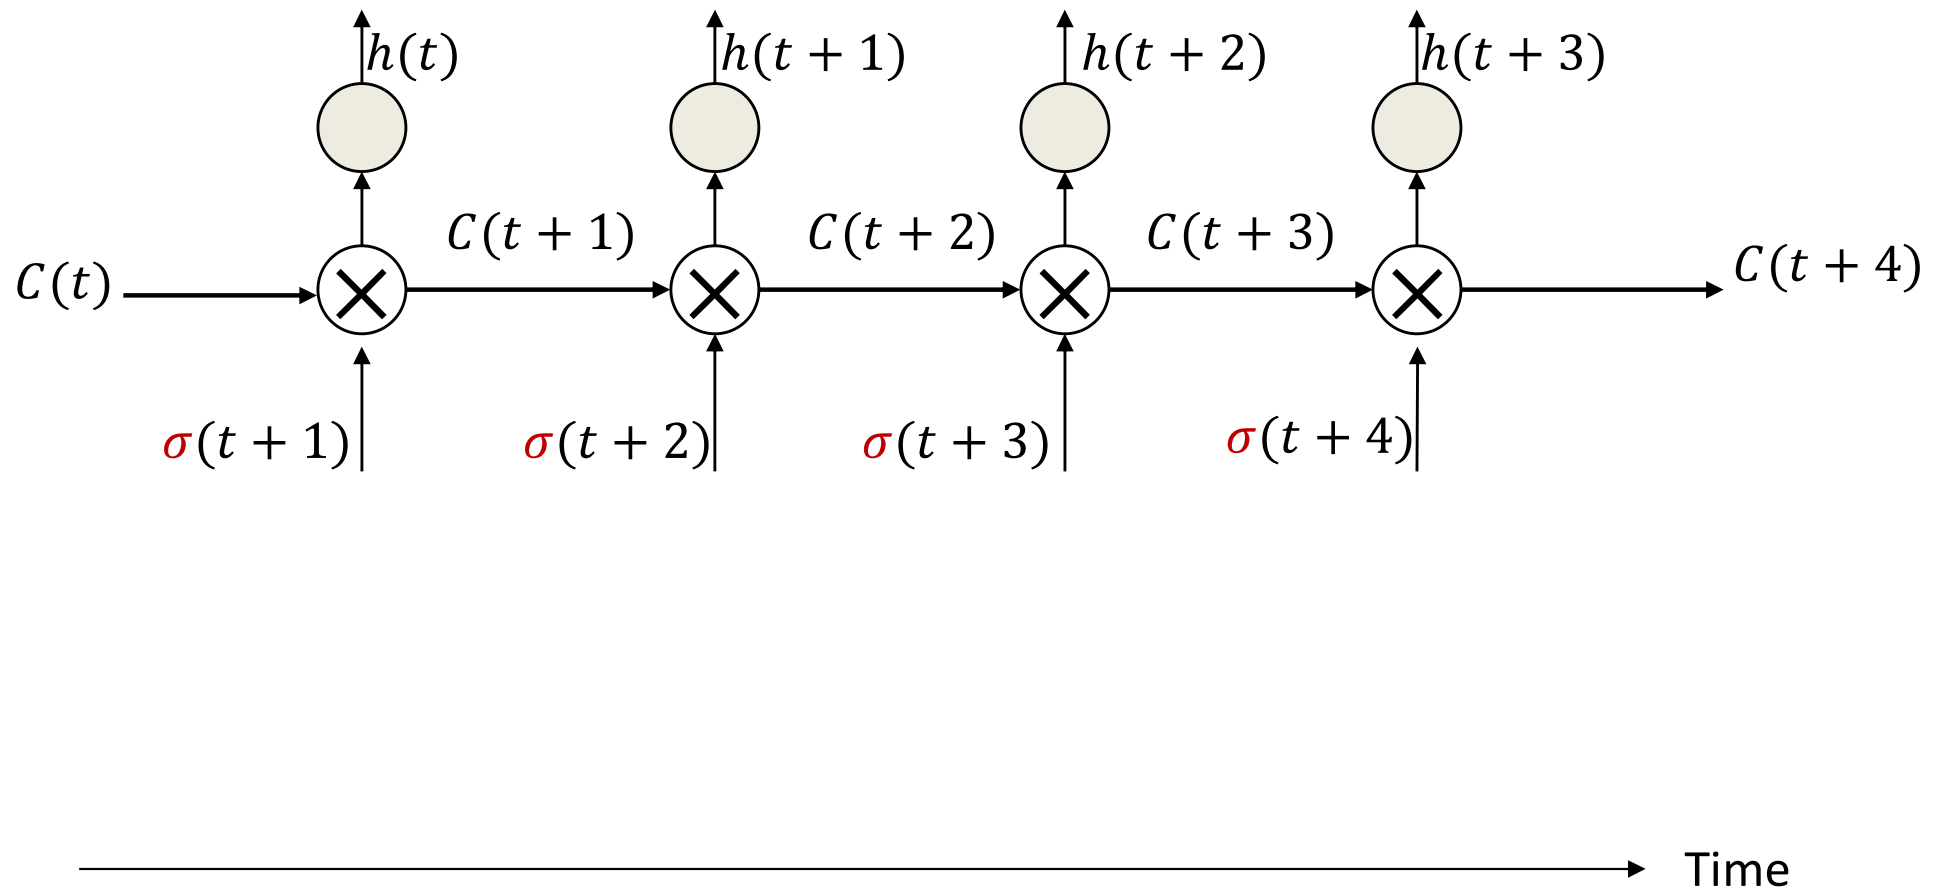 h(t) h(t + 1) h(t + 2) h(t + 3)
C(t) C(t + 1) C(t + 2) C(t + 3) C(t + 4)
σ(t + 1) σ(t + 2) σ(t + 3) σ(t + 4)
Time